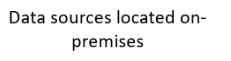 Data sources located on-
premises